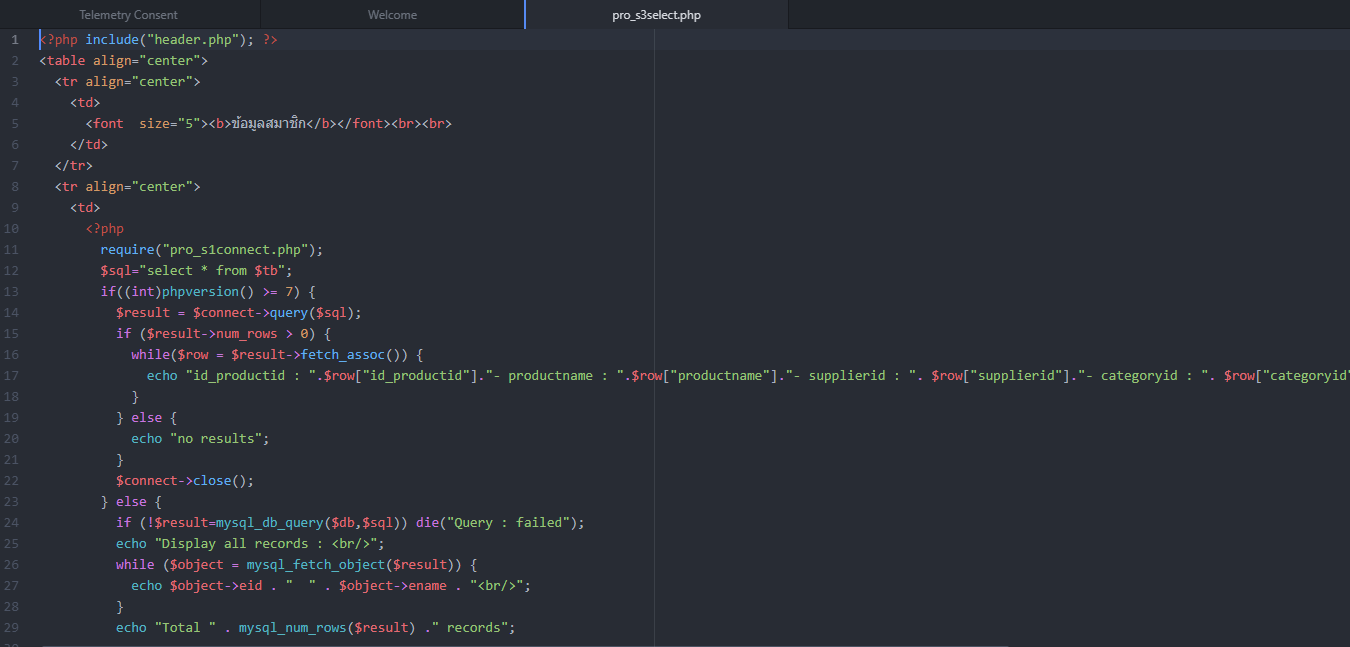 Telemetry Consent Welcome pro_s3select.php
1 <?php include("header.php"); ?>
2 <table align="center">
3 <tr align="center">
4 <td>
5 <font  size="5"><b>ข้อมูลสมาชิก</b></font><br><br>
6 </td>
7 </tr>
8 <tr align="center">
9 <td>
10 <?php
11 require("pro_s1connect.php");
12 $sql="select * from $tb";
13 if((int)phpversion() >= 7) {
14 $result = $connect->query($sql);
15 if ($result->num_rows > 0) {
16 while($row = $result->fetch_assoc()) {
17 echo "id_productid : ".$row["id_productid"]."- productname : ".$row["productname"]."- supplierid : ". $row["supplierid"]."- categoryid : ". $row["categoryid"
18 }
19 } else {
20 echo "no results";
21 }
22 $connect->close();
23 } else {
24 if (!$result=mysql_db_query($db,$sql)) die("Query : failed");
25 echo "Display all records : <br/>";
26 while ($object = mysql_fetch_object($result)) {
27 echo $object->eid . "  " . $object->ename . "<br/>";
28 }
29 echo "Total " . mysql_num_rows($result) ." records";